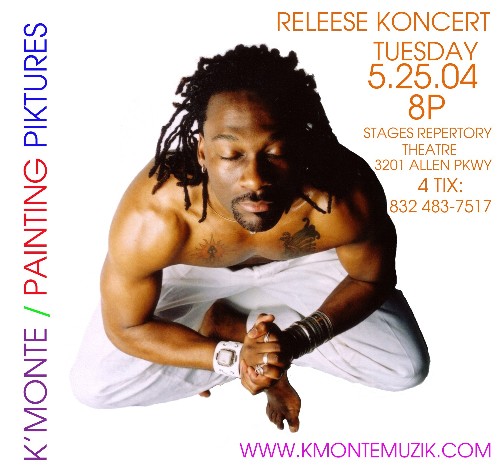 K'MONTE / PAINTING PIKTURES
RELEESE KONCERT
TUESDAY
5.25.04
8P
STAGES REPERTORY
THEATRE
3201 ALLEN PKWY
4 TIX:
832 483-7517
WWW.KMONTEMUZIK.COM